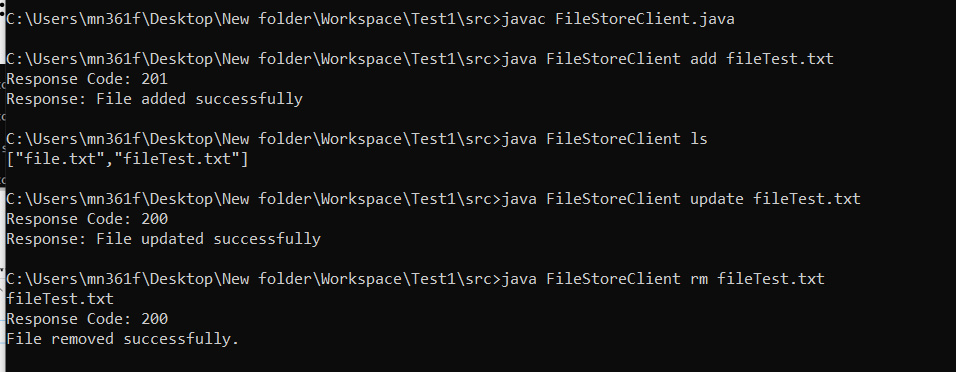 C:\Users\mn361f\Desktop\New folder\Workspace\Test1\src>javac FileStoreClient.java
C:\Users\mn361f\Desktop\New folder\Workspace\Test1\src>java FileStoreClient add fileTest.txt
Response Code: 201
Response: File added successfully
C:\Users\mn361f\Desktop\New folder\Workspace\Test1\src>java FileStoreClient ls
["file.txt","fileTest.txt"]
C:\Users\mn361f\Desktop\New folder\Workspace\Test1\src>java FileStoreClient update fileTest.txt
Response Code: 200
Response: File updated successfully
C:\Users\mn361f\Desktop\New folder\Workspace\Test1\src>java FileStoreClient rm fileTest.txt
fileTest.txt
Response Code: 200
File removed successfully.